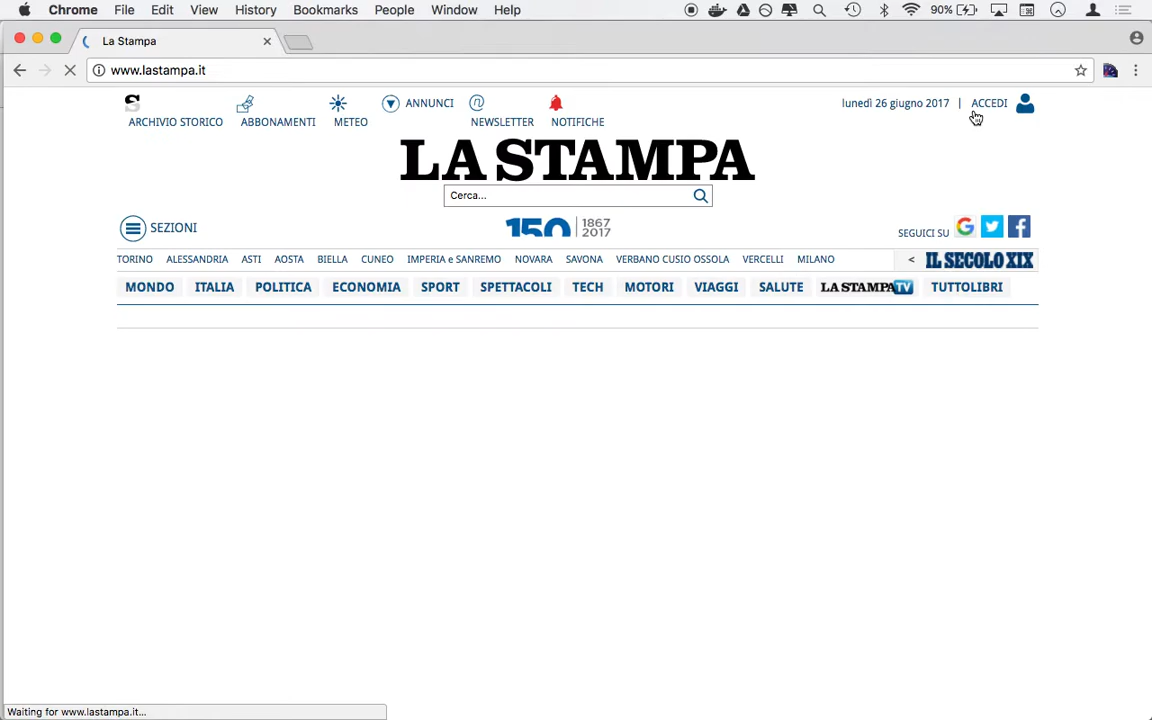 Chrome File Edit View History Bookmarks People Window Help 90%
La Stampa
www.lastampa.it
ARCHIVIO STORICO ABBONAMENTI METEO ANNUNCI NEWSLETTER NOTIFICHE lunedì 26 giugno 2017 | ACCEDI
LA STAMPA
Cerca...
SEZIONI 150 1867 2017 SEGUICI SU
TORINO ALESSANDRIA ASTI AOSTA BIELLA CUNEO IMPERIA e SANREMO NOVARA SAVONA VERBANO CUSIO OSSOLA VERCELLI MILANO < IL SECOLO XIX
MONDO ITALIA POLITICA ECONOMIA SPORT SPETTACOLI TECH MOTORI VIAGGI SALUTE LA STAMPA TV TUTTOLIBRI
Waiting for www.lastampa.it...